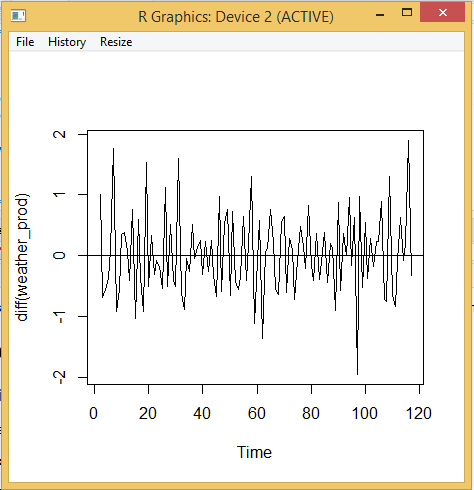 R Graphics: Device 2 (ACTIVE)
File History Resize
diff(weather_prod)
2
1
0
-1
-2
0 20 40 60 80 100 120
Time